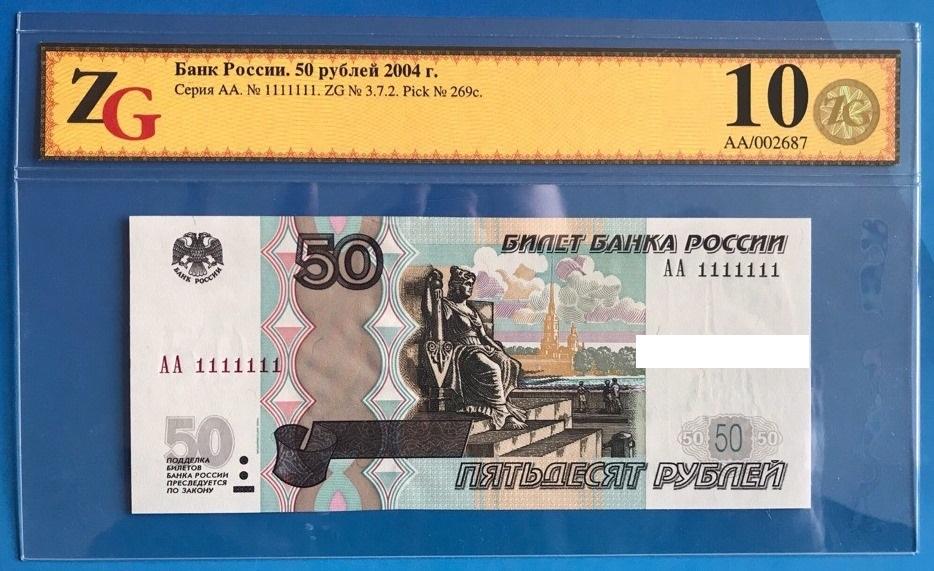 ZG
Банк России. 50 рублей 2004 г.
Серия АА. № 1111111. ZG № 3.7.2. Pick № 269c.
10
AA/002687
ZG
50
БИЛЕТ БАНКА РОССИИ
АА 1111111
БАНК РОССИИ
АА 1111111
50
ПОДДЕЛКА
БИЛЕТОВ
БАНКА РОССИИ
ПРЕСЛЕДУЕТСЯ
ПО ЗАКОНУ
50 50 50
ПЯТЬДЕСЯТ РУБЛЕЙ